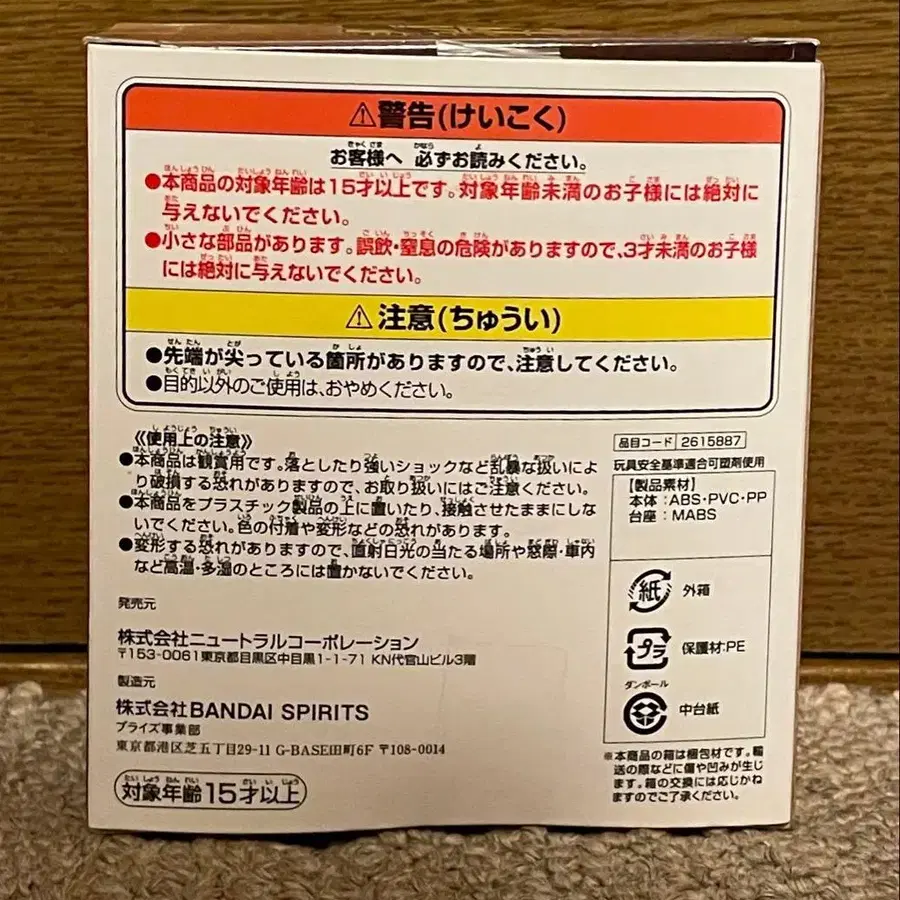 ⚠警告(けいこく)
お客様へ 必ずお読みください。
●本商品の対象年齢は15才以上です。対象年齢未満のお子様には絶対に
与えないでください。
●小さな部品があります。誤飲・窒息の危険がありますので、3才未満のお子様
には絶対に与えないでください。
⚠注意(ちゅうい)
●先端が尖っている箇所がありますので、注意してください。
●目的以外のご使用は、おやめください。
《使用上の注意》
●本商品は観賞用です。落としたり強いショックなど乱暴な扱いによ
り破損する恐れがありますので、お取り扱いにはご注意ください。
●本商品をプラスチック製品の上に置いたり、接触させたままにしな
いでください。色の付着や変形などの恐れがあります。
●変形する恐れがありますので、直射日光の当たる場所や窓際・車内
など高温・多湿のところには置かないでください。
発売元
株式会社ニュートラルコーポレーション
〒153-0061東京都目黒区中目黒1-1-71 KN代官山ビル3階
製造元
株式会社BANDAI SPIRITS
プライズ事業部
東京都港区芝五丁目29-11 G-BASE田町6F 〒108-0014
対象年齢15才以上
品目コード 2615887
玩具安全基準適合可塑剤使用
【製品素材】
本体:ABS・PVC・PP
台座:MABS
紙 外箱
プラ 保護材:PE
ダンボール
中台紙
※本商品の箱は梱包材です。輸
送の際などに傷や凹みが生じ
ます。箱の交換には応じかね
ますのでご了承ください。